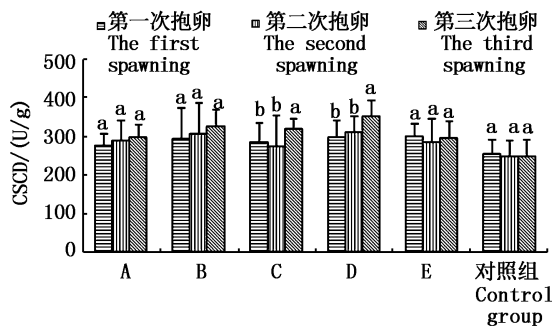 第一次抱卵 第二次抱卵 第三次抱卵
The first The second The third
spawning spawning spawning
CSCD/(U/g)
500
400
300
200
100
0
a a a a a a b b a b b a a a a a a a
A B C D E 对照组
Control
group